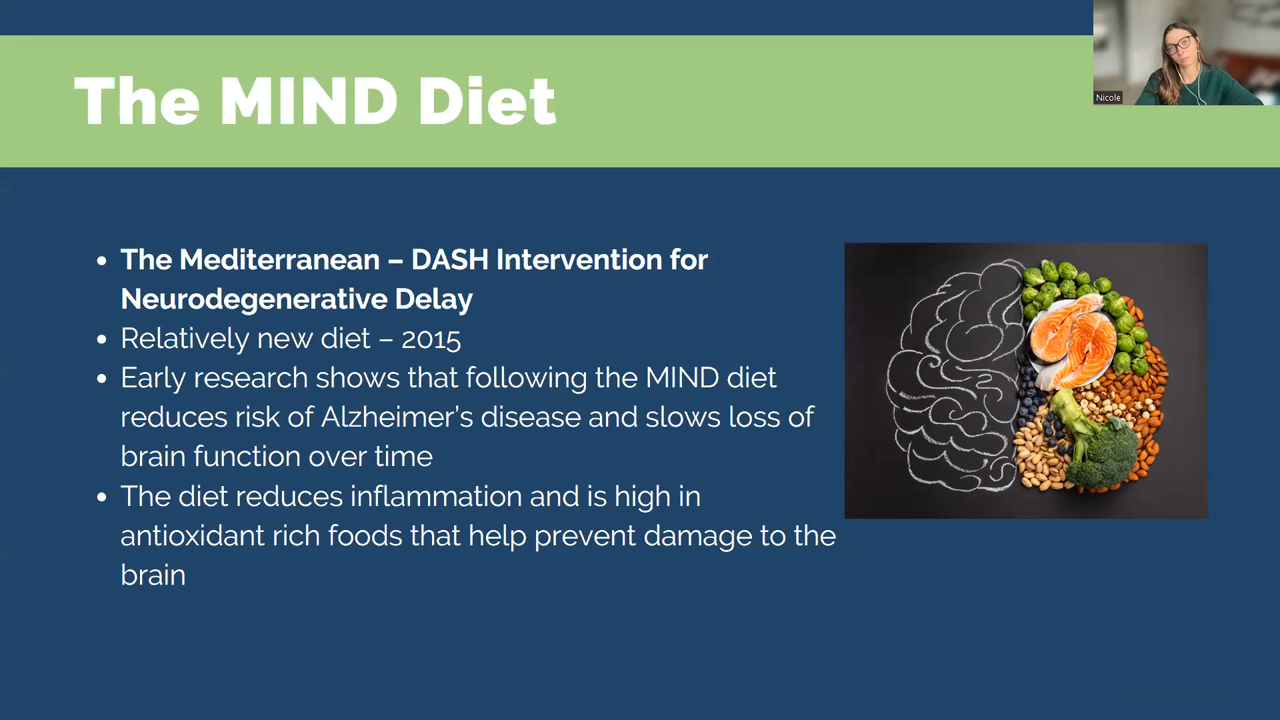 The MIND Diet
Nicole
• The Mediterranean – DASH Intervention for
Neurodegenerative Delay
• Relatively new diet – 2015
• Early research shows that following the MIND diet
reduces risk of Alzheimer’s disease and slows loss of
brain function over time
• The diet reduces inflammation and is high in
antioxidant rich foods that help prevent damage to the
brain